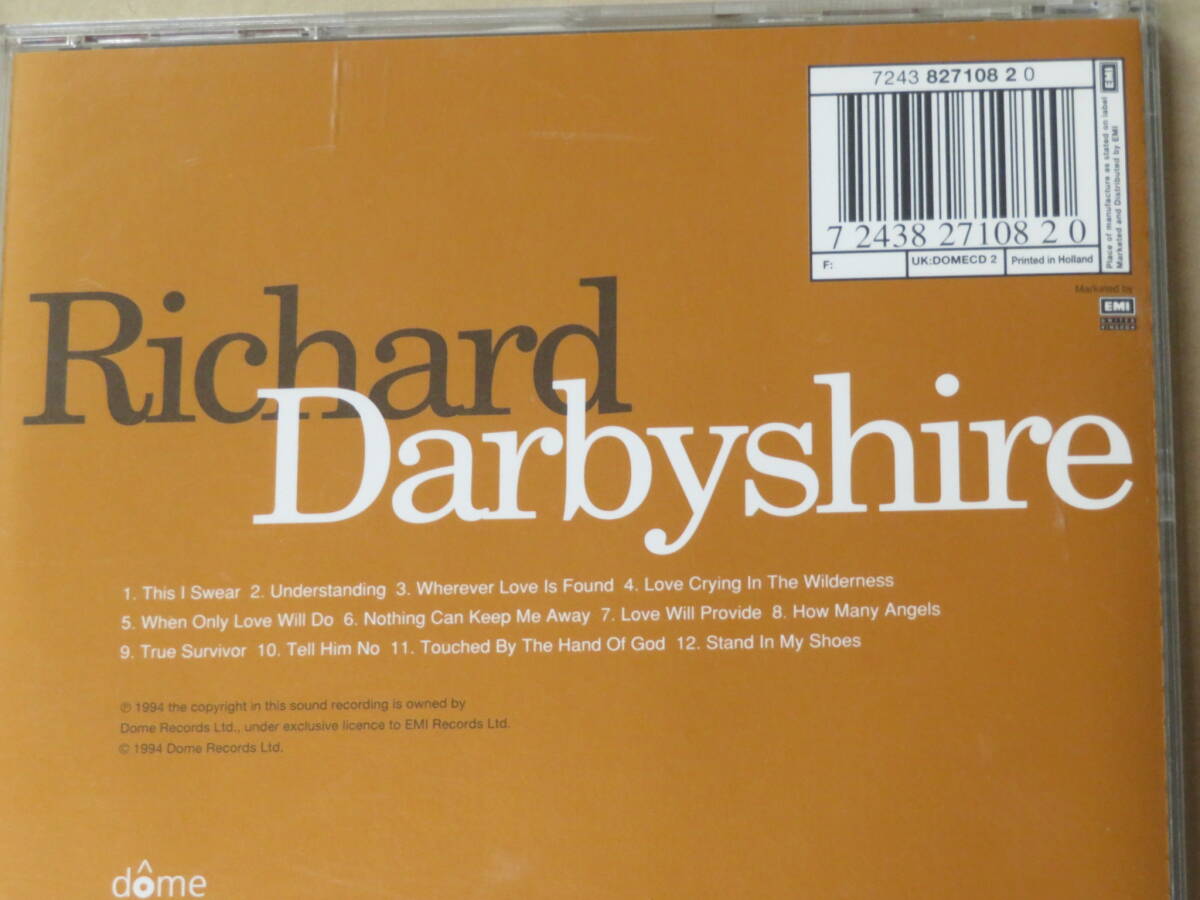 7243 827108 2 0
7 24383 27108 2 0
F:
UK:DOMECD 2
Printed in Holland
Place of manufacture as stated on label
Marketed and Distributed by EMI
EMI
Marketed by
EMI
UNITED
KINGDOM
Richard
Darbyshire
1. This I Swear 2. Understanding 3. Wherever Love Is Found 4. Love Crying In The Wilderness
5. When Only Love Will Do 6. Nothing Can Keep Me Away 7. Love Will Provide 8. How Many Angels
9. True Survivor 10. Tell Him No 11. Touched By The Hand Of God 12. Stand In My Shoes
℗ 1994 the copyright in this sound recording is owned by
Dome Records Ltd., under exclusive licence to EMI Records Ltd.
© 1994 Dome Records Ltd.
dôme